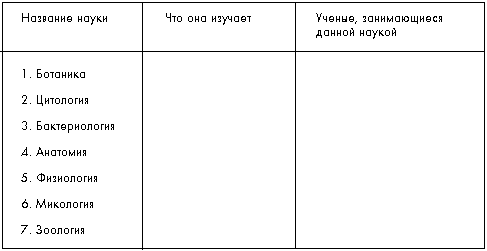 Название науки
Что она изучает
Ученые, занимающиеся
данной наукой
1. Ботаника
2. Цитология
3. Бактериология
4. Анатомия
5. Физиология
6. Микология
7. Зоология